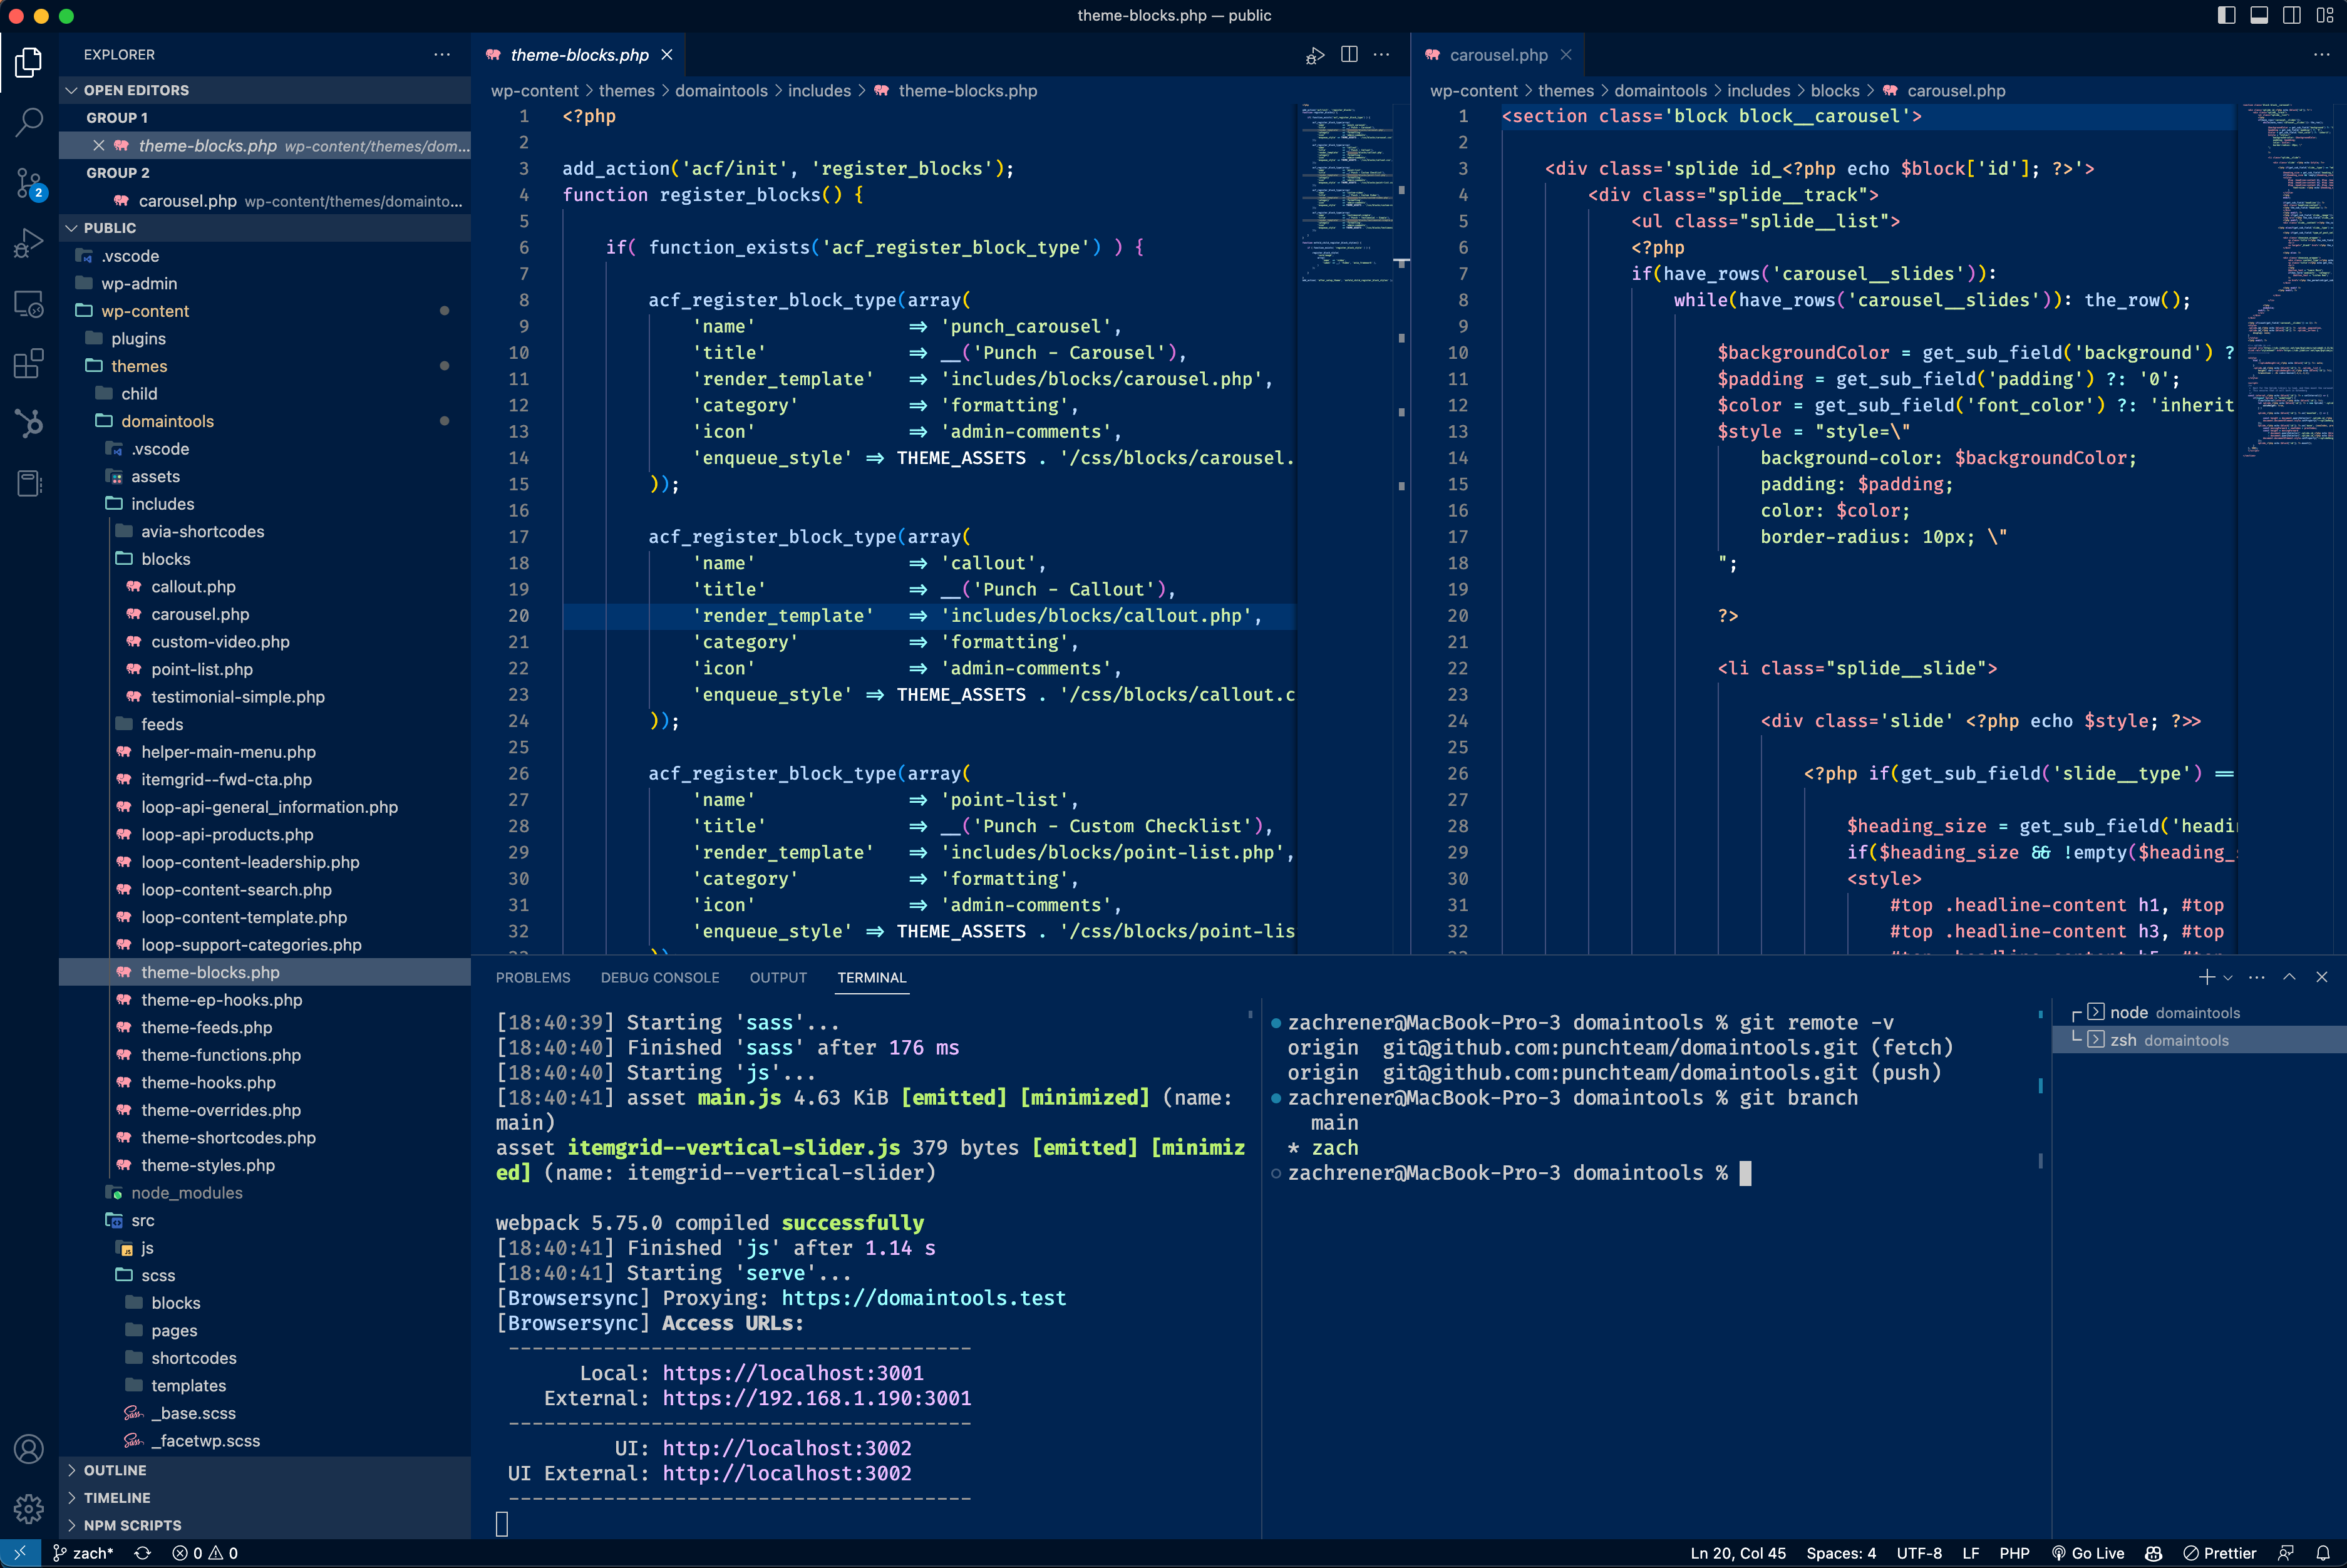 theme-blocks.php — public
EXPLORER
OPEN EDITORS
GROUP 1
theme-blocks.php wp-content/themes/dom...
GROUP 2
carousel.php wp-content/themes/domainto...
PUBLIC
.vscode
wp-admin
wp-content
plugins
themes
child
domaintools
.vscode
assets
includes
avia-shortcodes
blocks
callout.php
carousel.php
custom-video.php
point-list.php
testimonial-simple.php
feeds
helper-main-menu.php
itemgrid--fwd-cta.php
loop-api-general_information.php
loop-api-products.php
loop-content-leadership.php
loop-content-search.php
loop-content-template.php
loop-support-categories.php
theme-blocks.php
theme-ep-hooks.php
theme-feeds.php
theme-functions.php
theme-hooks.php
theme-overrides.php
theme-shortcodes.php
theme-styles.php
node_modules
src
js
scss
blocks
pages
shortcodes
templates
_base.scss
_facetwp.scss
OUTLINE
TIMELINE
NPM SCRIPTS
2
theme-blocks.php
wp-content > themes > domaintools > includes > theme-blocks.php
1 <?php
2
3 add_action('acf/init', 'register_blocks');
4 function register_blocks() {
5
6 if( function_exists('acf_register_block_type') ) {
7
8 acf_register_block_type(array(
9 'name' => 'punch_carousel',
10 'title' => __('Punch - Carousel'),
11 'render_template' => 'includes/blocks/carousel.php',
12 'category' => 'formatting',
13 'icon' => 'admin-comments',
14 'enqueue_style' => THEME_ASSETS . '/css/blocks/carousel.
15 ));
16
17 acf_register_block_type(array(
18 'name' => 'callout',
19 'title' => __('Punch - Callout'),
20 'render_template' => 'includes/blocks/callout.php',
21 'category' => 'formatting',
22 'icon' => 'admin-comments',
23 'enqueue_style' => THEME_ASSETS . '/css/blocks/callout.c
24 ));
25
26 acf_register_block_type(array(
27 'name' => 'point-list',
28 'title' => __('Punch - Custom Checklist'),
29 'render_template' => 'includes/blocks/point-list.php',
30 'category' => 'formatting',
31 'icon' => 'admin-comments',
32 'enqueue_style' => THEME_ASSETS . '/css/blocks/point-lis
carousel.php
wp-content > themes > domaintools > includes > blocks > carousel.php
1 <section class='block block__carousel'>
2
3 <div class='splide id_<?php echo $block['id']; ?>'>
4 <div class="splide__track">
5 <ul class="splide__list">
6 <?php
7 if(have_rows('carousel__slides')):
8 while(have_rows('carousel__slides')): the_row();
9
10 $backgroundColor = get_sub_field('background') ?
11 $padding = get_sub_field('padding') ?: '0';
12 $color = get_sub_field('font_color') ?: 'inherit
13 $style = "style=\"
14 background-color: $backgroundColor;
15 padding: $padding;
16 color: $color;
17 border-radius: 10px; \"
18 ";
19
20 ?>
21
22 <li class="splide__slide">
23
24 <div class='slide' <?php echo $style; ?>>
25
26 <?php if(get_sub_field('slide__type') ==
27
28 $heading_size = get_sub_field('headi
29 if($heading_size && !empty($heading_
30 <style>
31 #top .headline-content h1, #top
32 #top .headline-content h3, #top
PROBLEMS DEBUG CONSOLE OUTPUT TERMINAL
[18:40:39] Starting 'sass'...
[18:40:40] Finished 'sass' after 176 ms
[18:40:40] Starting 'js'...
[18:40:41] asset main.js 4.63 KiB [emitted] [minimized] (name:
main)
asset itemgrid--vertical-slider.js 379 bytes [emitted] [minimiz
ed] (name: itemgrid--vertical-slider)
webpack 5.75.0 compiled successfully
[18:40:41] Finished 'js' after 1.14 s
[18:40:41] Starting 'serve'...
[Browsersync] Proxying: https://domaintools.test
[Browsersync] Access URLs:
---------------------------------------
Local: https://localhost:3001
External: https://192.168.1.190:3001
---------------------------------------
UI: http://localhost:3002
UI External: http://localhost:3002
---------------------------------------
zachrener@MacBook-Pro-3 domaintools % git remote -v
origin git@github.com:punchteam/domaintools.git (fetch)
origin git@github.com:punchteam/domaintools.git (push)
zachrener@MacBook-Pro-3 domaintools % git branch
main
* zach
zachrener@MacBook-Pro-3 domaintools %
node domaintools
zsh domaintools
zach* 0 0
Ln 20, Col 45 Spaces: 4 UTF-8 LF PHP Go Live Prettier